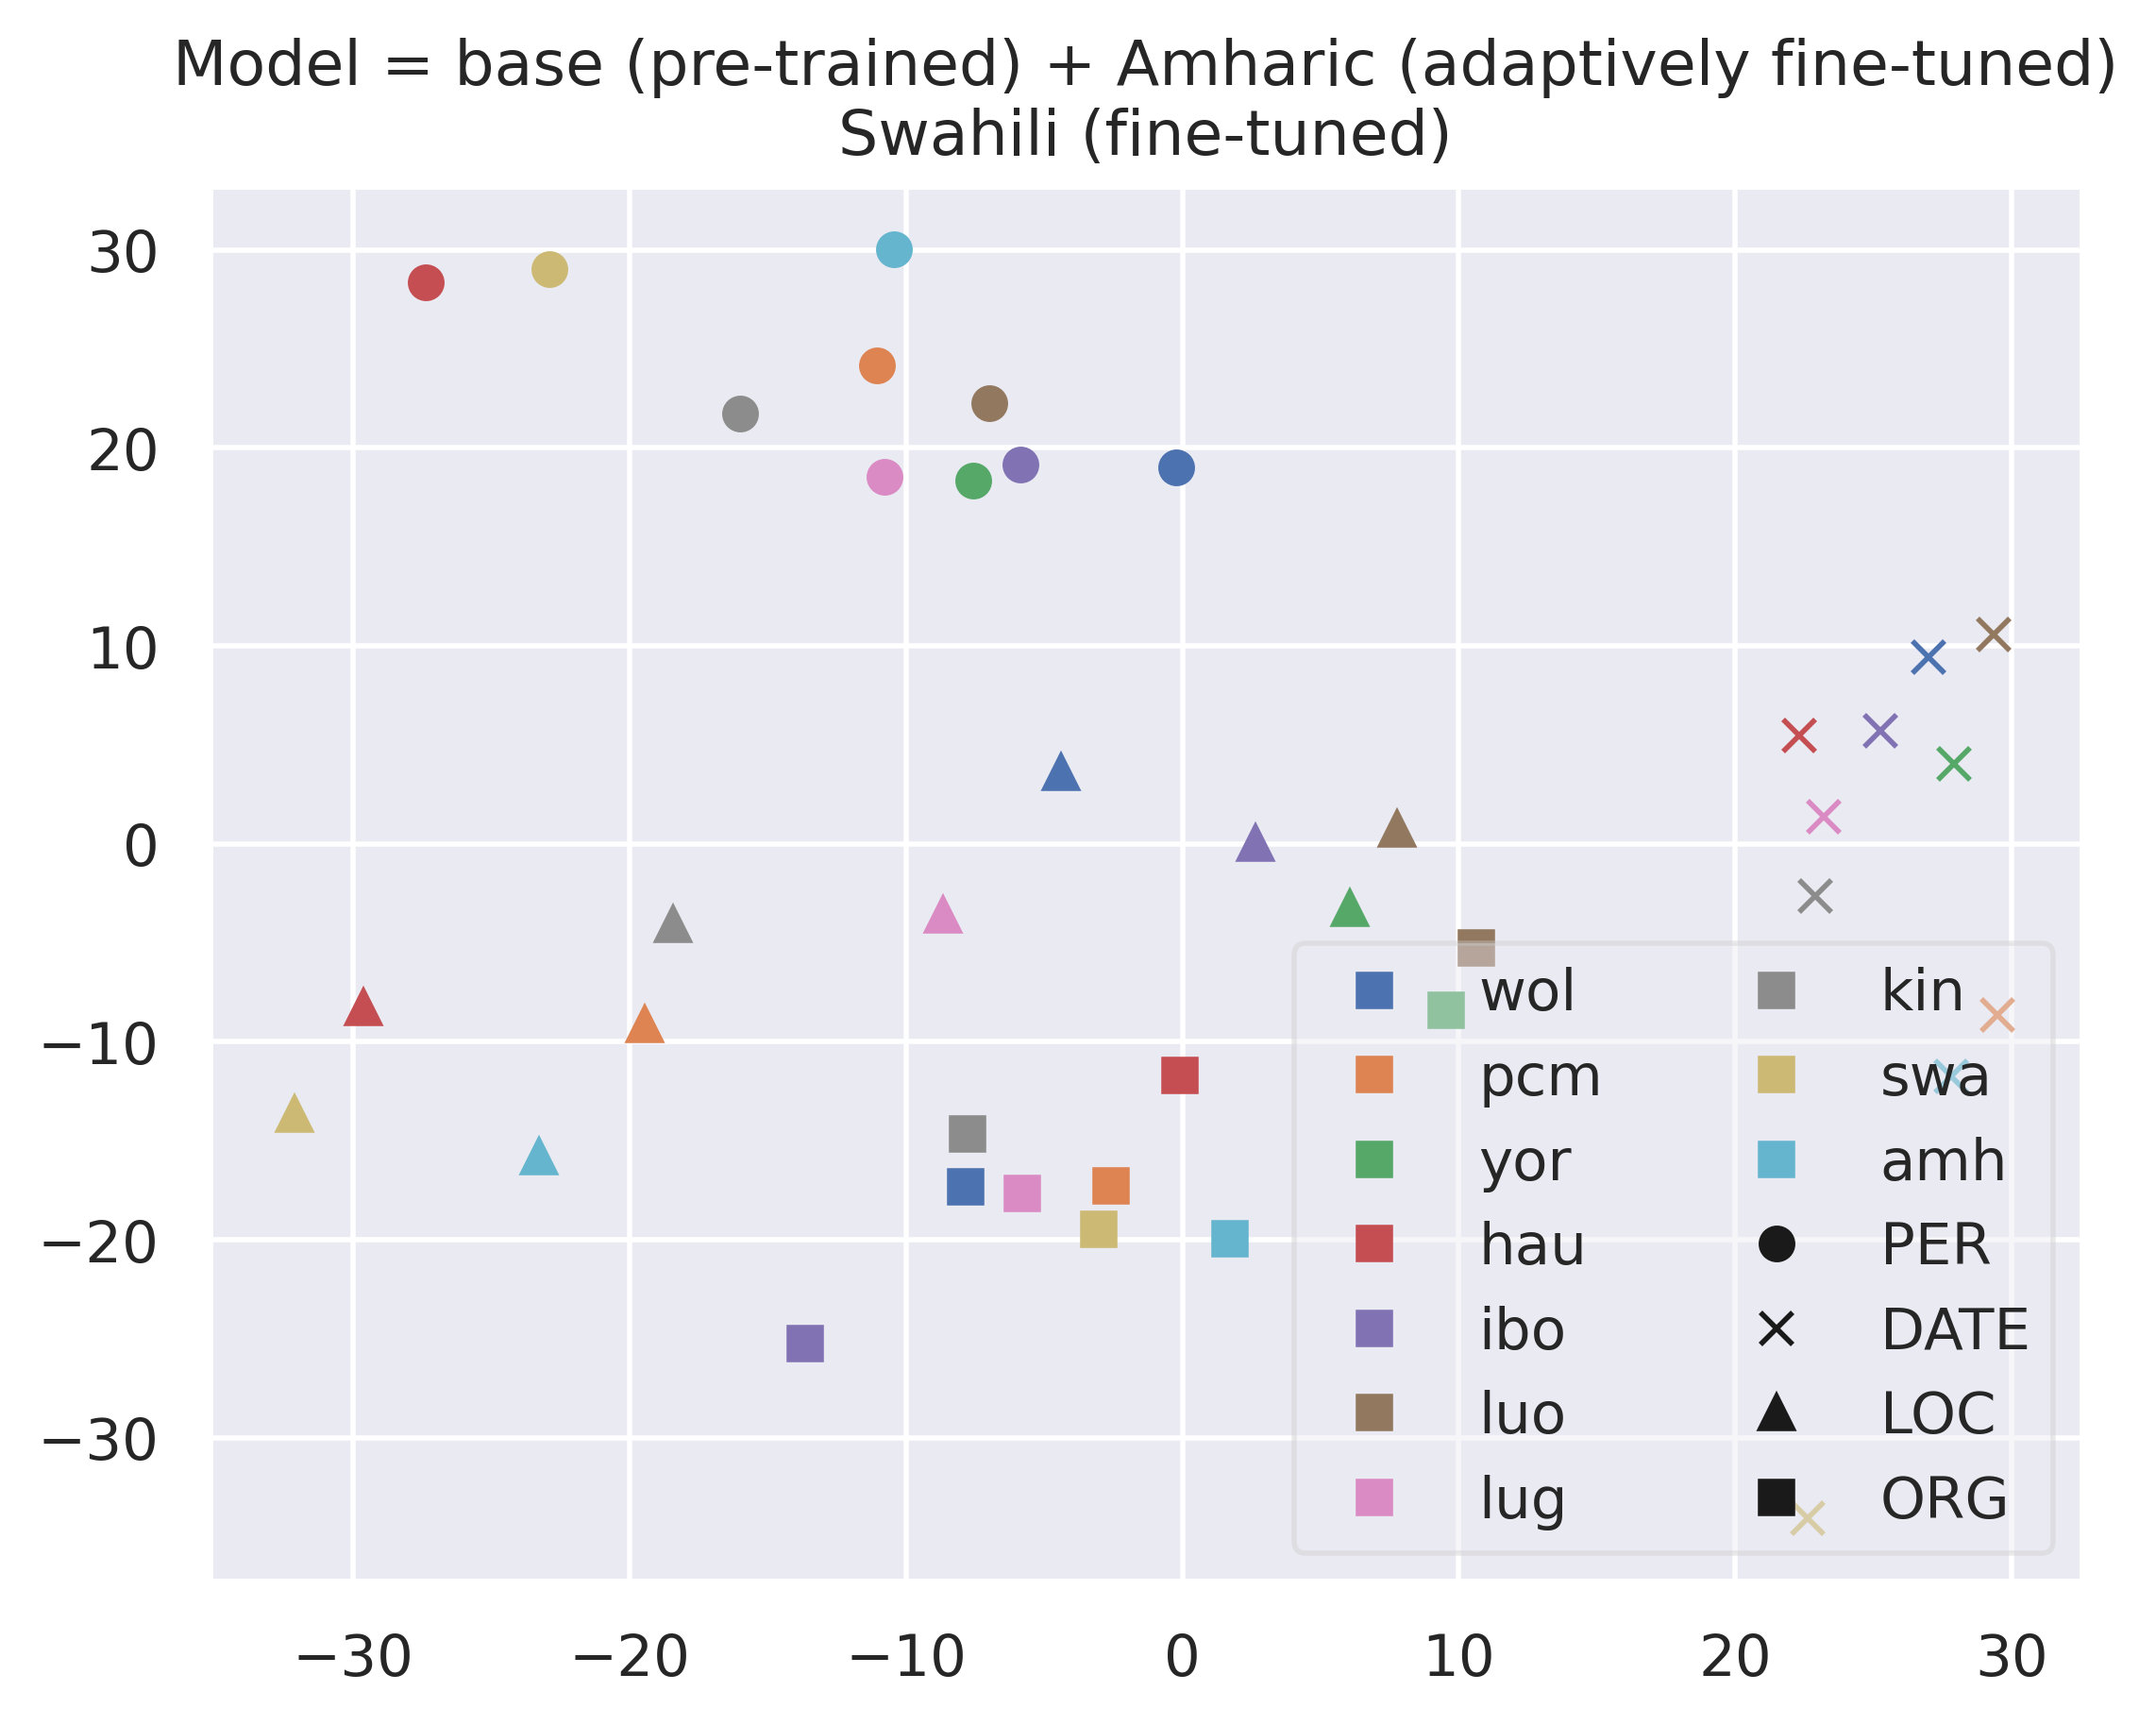 Model = base (pre-trained) + Amharic (adaptively fine-tuned)
Swahili (fine-tuned)
30
20
10
0
−10
−20
−30
−30
−20
−10
0
10
20
30
wol
pcm
yor
hau
ibo
luo
lug
kin
swa
amh
PER
DATE
LOC
ORG